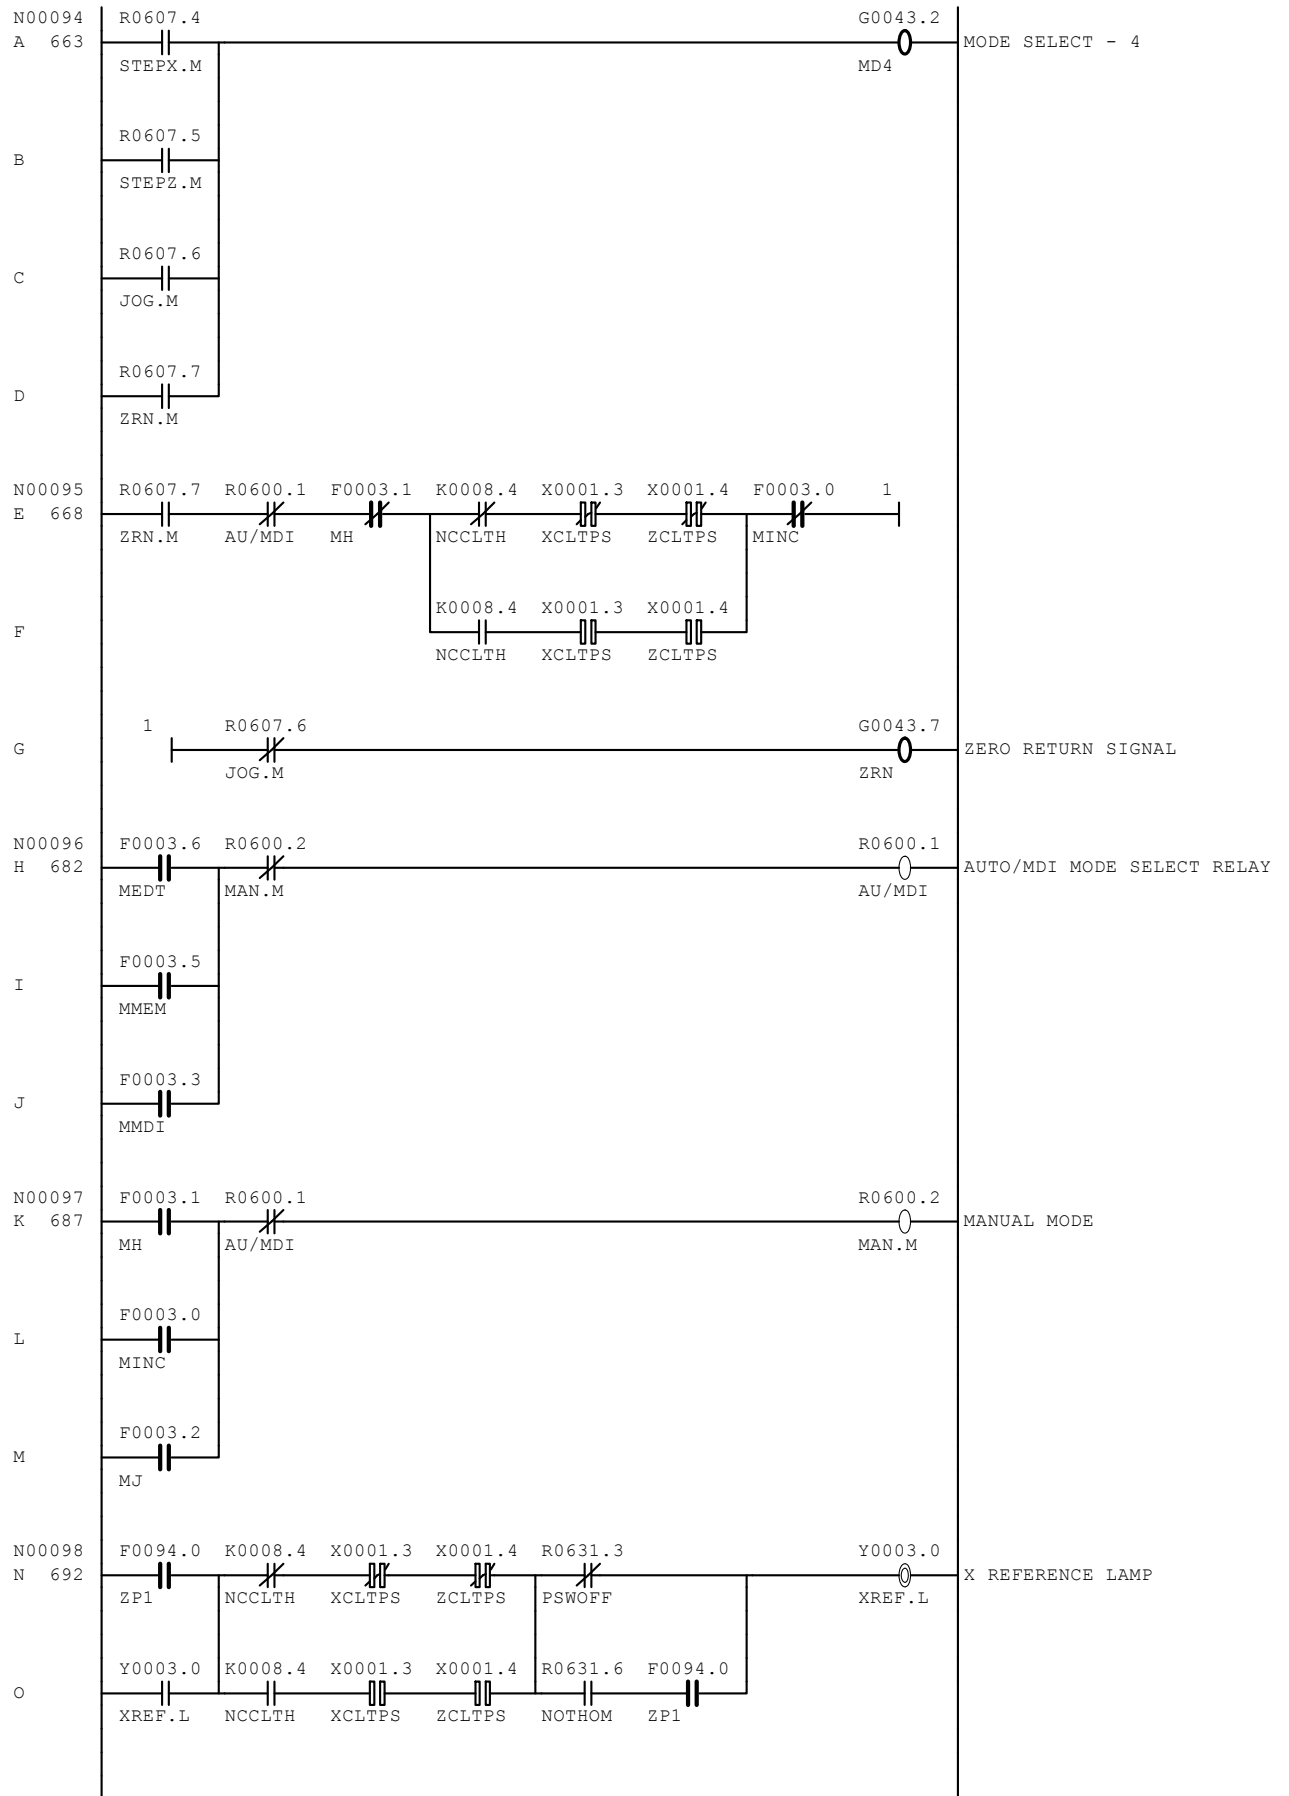 N00094 R0607.4 G0043.2
A 663 MODE SELECT - 4
STEPX.M MD4
R0607.5
B
STEPZ.M
R0607.6
C
JOG.M
R0607.7
D
ZRN.M
N00095 R0607.7 R0600.1 F0003.1 K0008.4 X0001.3 X0001.4 F0003.0 1
E 668
ZRN.M AU/MDI MH NCCLTH XCLTPS ZCLTPS MINC
K0008.4 X0001.3 X0001.4
F
NCCLTH XCLTPS ZCLTPS
1 R0607.6 G0043.7
G ZERO RETURN SIGNAL
JOG.M ZRN
N00096 F0003.6 R0600.2 R0600.1
H 682 AUTO/MDI MODE SELECT RELAY
MEDT MAN.M AU/MDI
F0003.5
I
MMEM
F0003.3
J
MMDI
N00097 F0003.1 R0600.1 R0600.2
K 687 MANUAL MODE
MH AU/MDI MAN.M
F0003.0
L
MINC
F0003.2
M
MJ
N00098 F0094.0 K0008.4 X0001.3 X0001.4 R0631.3 Y0003.0
N 692 X REFERENCE LAMP
ZP1 NCCLTH XCLTPS ZCLTPS PSWOFF XREF.L
Y0003.0 K0008.4 X0001.3 X0001.4 R0631.6 F0094.0
O
XREF.L NCCLTH XCLTPS ZCLTPS NOTHOM ZP1